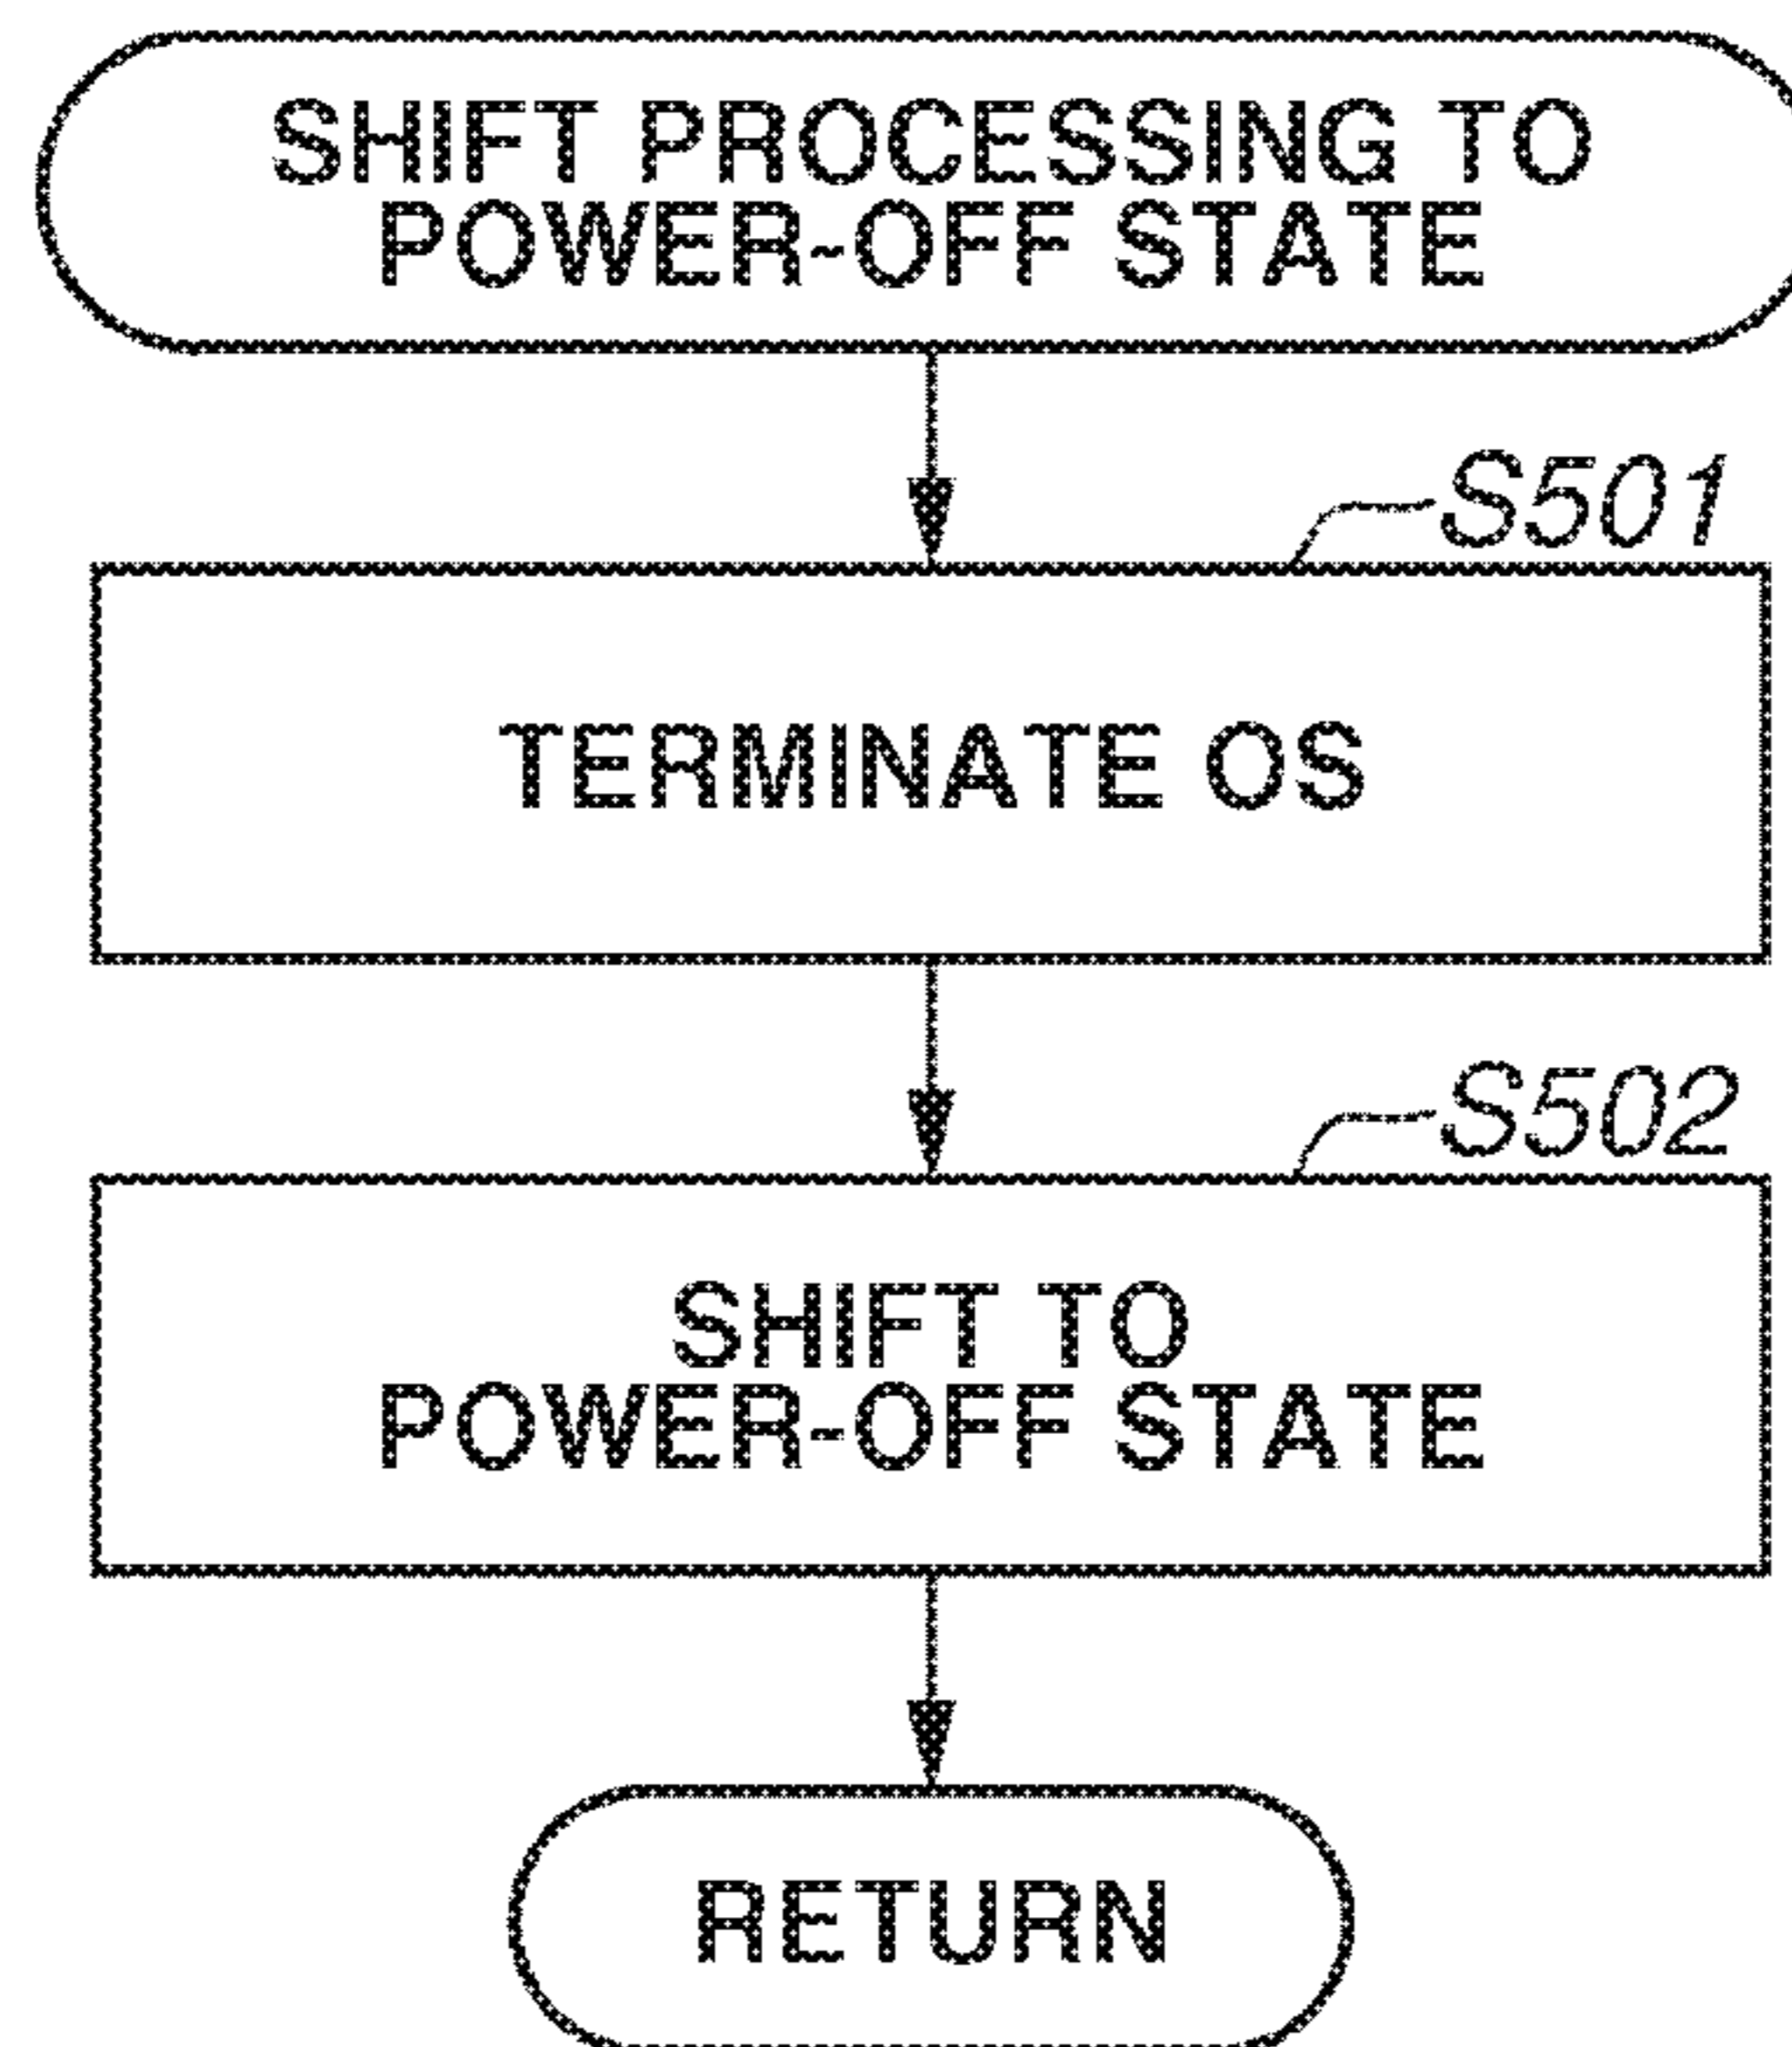 SHIFT PROCESSING TO
POWER-OFF STATE
S501
TERMINATE OS
S502
SHIFT TO
POWER-OFF STATE
RETURN